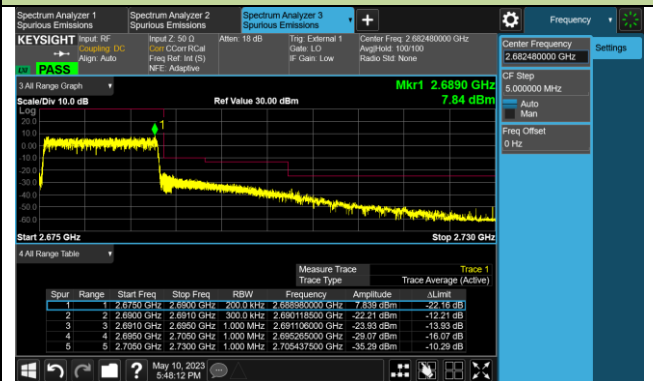 Spectrum Analyzer 1
Spurious Emissions
Spectrum Analyzer 2
Spurious Emissions
Spectrum Analyzer 3
Spurious Emissions
Frequency
KEYSIGHT
Input: RF
Coupling: DC
Align: Auto
Input Z: 50 Ω
Corr CCorr RCal
Freq Ref: Int (S)
NFE: Adaptive
Atten: 18 dB
Trig: External 1
Gate: LO
IF Gain: Low
Center Freq: 2.682480000 GHz
Avg|Hold: 100/100
Radio Std: None
PASS
Center Frequency
2.682480000 GHz
Settings
CF Step
5.000000 MHz
Auto
Man
Freq Offset
0 Hz
3 All Range Graph
Mkr1 2.6890 GHz
7.84 dBm
Scale/Div 10.0 dB
Ref Value 30.00 dBm
Log
20.0
10.0
0.00
-10.0
-20.0
-30.0
-40.0
-50.0
-60.0
1
Start 2.675 GHz
Stop 2.730 GHz
4 All Range Table
Measure Trace Trace 1
Trace Type Trace Average (Active)
Spur Range Start Freq Stop Freq RBW Frequency Amplitude ΔLimit
1 1 2.6750 GHz 2.6900 GHz 200.0 kHz 2.688980000 GHz 7.839 dBm -22.16 dB
2 2 2.6900 GHz 2.6910 GHz 300.0 kHz 2.690118500 GHz -22.21 dBm -12.21 dB
3 3 2.6910 GHz 2.6950 GHz 1.000 MHz 2.691106000 GHz -23.93 dBm -13.93 dB
4 4 2.6950 GHz 2.7050 GHz 1.000 MHz 2.695265000 GHz -29.07 dBm -16.07 dB
5 5 2.7050 GHz 2.7300 GHz 1.000 MHz 2.705437500 GHz -35.29 dBm -10.29 dB
May 10, 2023
5:48:12 PM